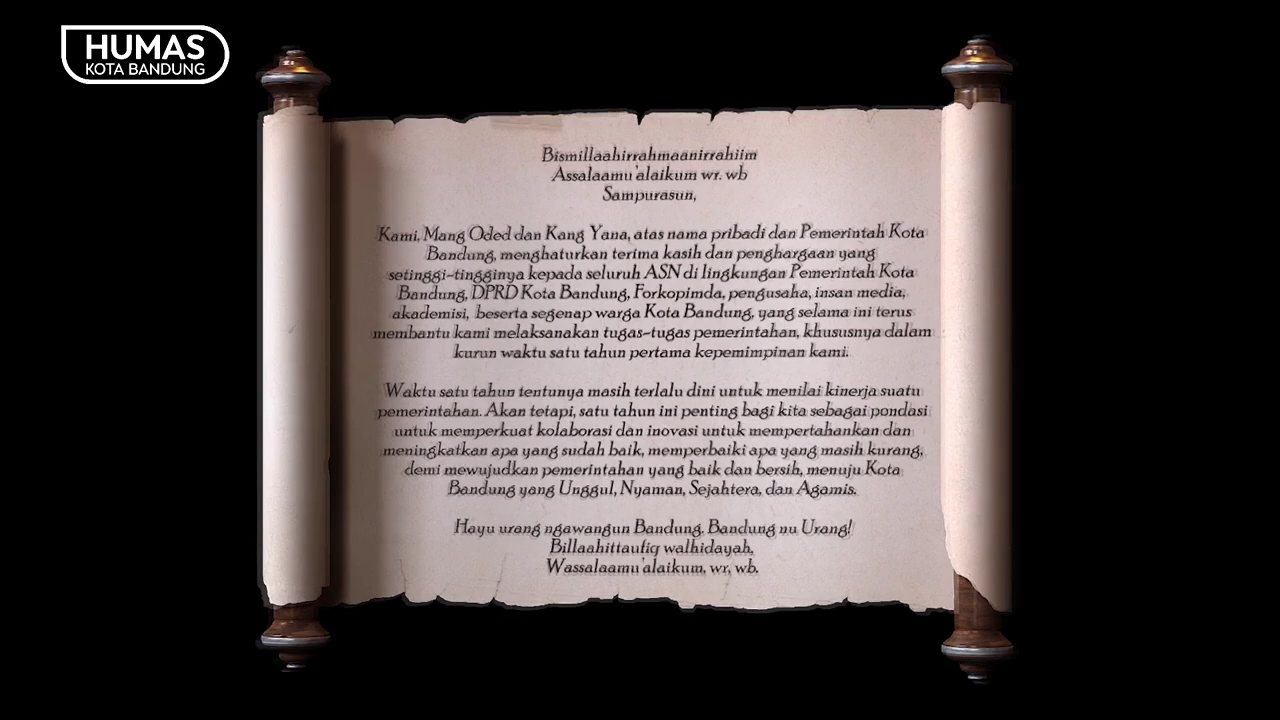 HUMAS
KOTA BANDUNG
Bismillaahirrahmaanirrahiim
Assalaamu'alaikum wr. wb
Sampurasun,
Kami, Mang Oded dan Kang Yana, atas nama pribadi dan Pemerintah Kota
Bandung, menghaturkan terima kasih dan penghargaan yang
setinggi-tingginya kepada seluruh ASN di lingkungan Pemerintah Kota
Bandung, DPRD Kota Bandung, Forkopimda, pengusaha, insan media,
akademisi, beserta segenap warga Kota Bandung, yang selama ini terus
membantu kami melaksanakan tugas-tugas pemerintahan, khususnya dalam
kurun waktu satu tahun pertama kepemimpinan kami.
Waktu satu tahun tentunya masih terlalu dini untuk menilai kinerja suatu
pemerintahan. Akan tetapi, satu tahun ini penting bagi kita sebagai pondasi
untuk memperkuat kolaborasi dan inovasi untuk mempertahankan dan
meningkatkan apa yang sudah baik, memperbaiki apa yang masih kurang,
demi mewujudkan pemerintahan yang baik dan bersih, menuju Kota
Bandung yang Unggul, Nyaman, Sejahtera, dan Agamis.
Hayu urang ngawangun Bandung, Bandung nu Urang!
Billaahittaufiq walhidayah,
Wassalaamu'alaikum, wr, wb.